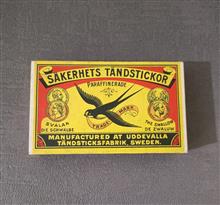 SÄKERHETS TÄNDSTICKOR
PARAFFINERADE
TRADE MARK
SVALAN
DIE SCHWALBE
THE SWALLOW
DE ZWALUW
MANUFACTURED AT UDDEVALLA
TÄNDSTICKSFABRIK, SWEDEN.